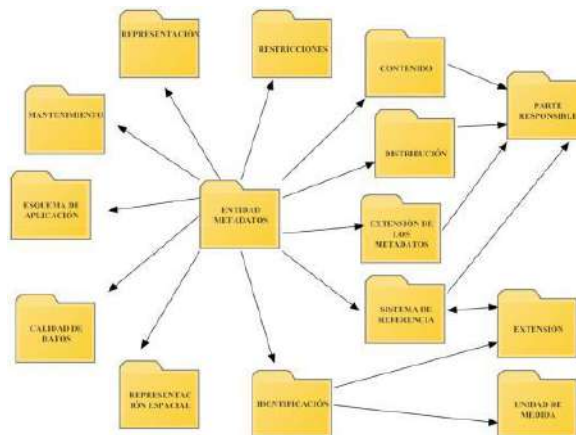 REPRESENTACIÓN
RESTRICCIONES
CONTENIDO
PARTE
RESPONSIBLE
MANTENIMIENTO
DISTRIBUCIÓN
ESQUEMA DE
APLICACIÓN
ENTIDAD
METADATOS
EXTENSIÓN DE
LOS
METADATOS
CALIDAD DE
DATOS
SISTEMA DE
REFERENCIA
EXTENSIÓN
REPRESENTAC
IÓN ESPACIAL
IDENTIFICACIÓN
UNIDAD DE
MEDIDA